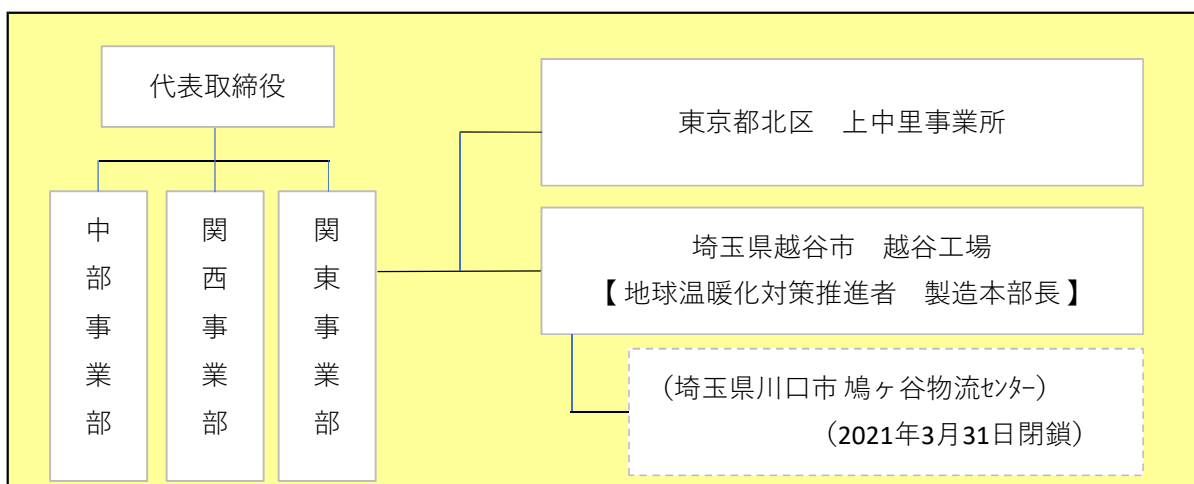 代表取締役
中部事業部
関西事業部
関東事業部
東京都北区　上中里事業所
埼玉県越谷市　越谷工場
【 地球温暖化対策推進者　製造本部長 】
（埼玉県川口市 鳩ヶ谷物流ｾﾝﾀｰ）
（2021年3月31日閉鎖）